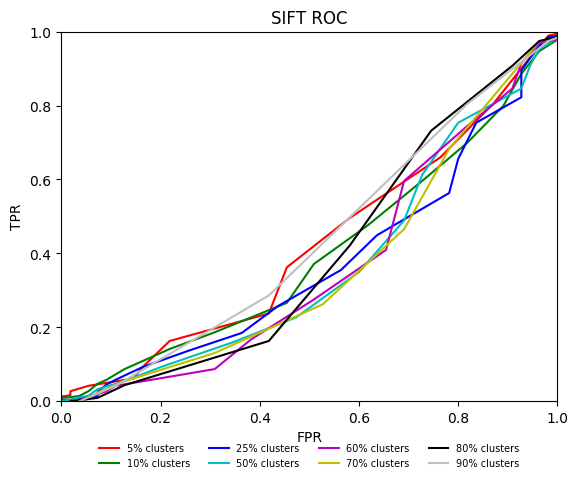 SIFT ROC
1.0
0.8
0.6
0.4
0.2
0.0
TPR
0.0 0.2 0.4 0.6 0.8 1.0
FPR
5% clusters 25% clusters 60% clusters 80% clusters
10% clusters 50% clusters 70% clusters 90% clusters